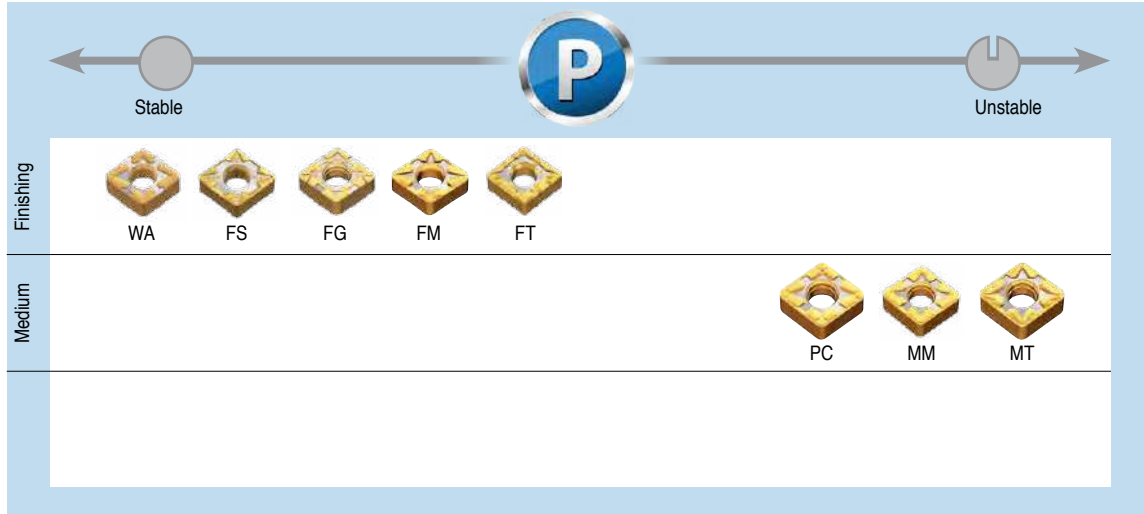 P
Stable
Unstable
Finishing
WA FS FG FM FT
Medium
PC MM MT